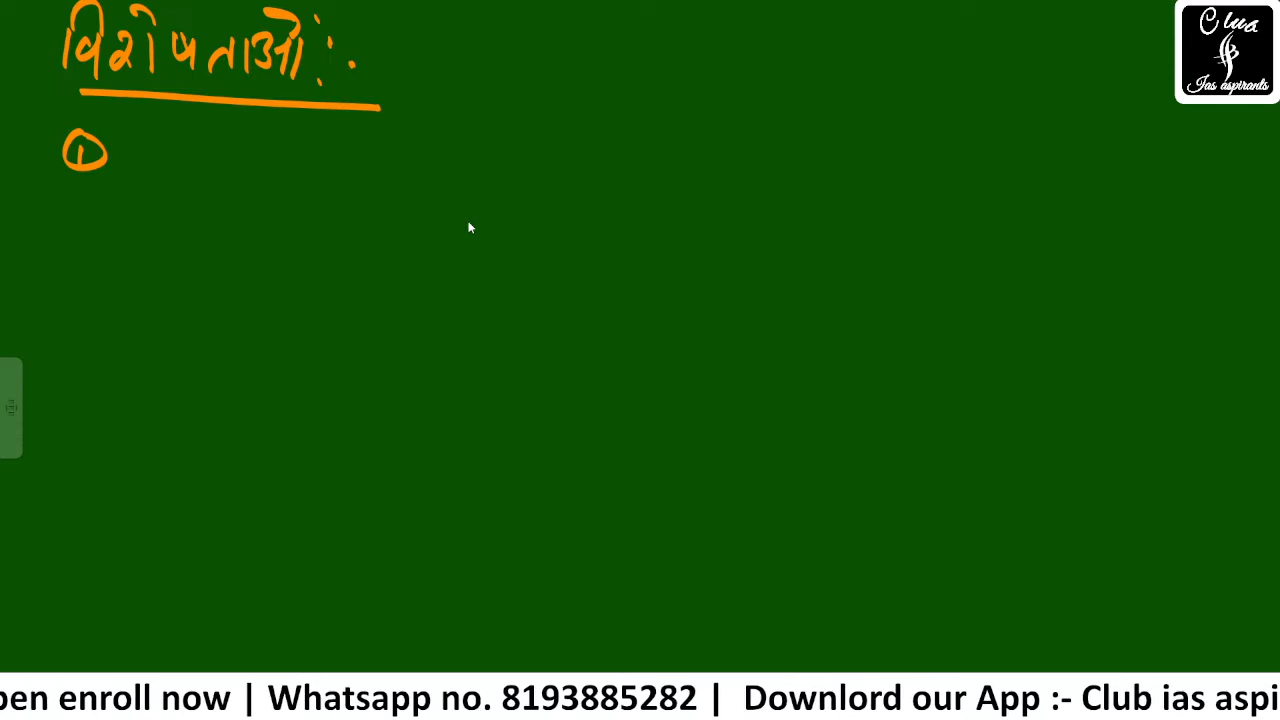 विशेषताओं :-
Club
Ias aspirants
①
pen enroll now | Whatsapp no. 8193885282 | Downlord our App :- Club ias aspi